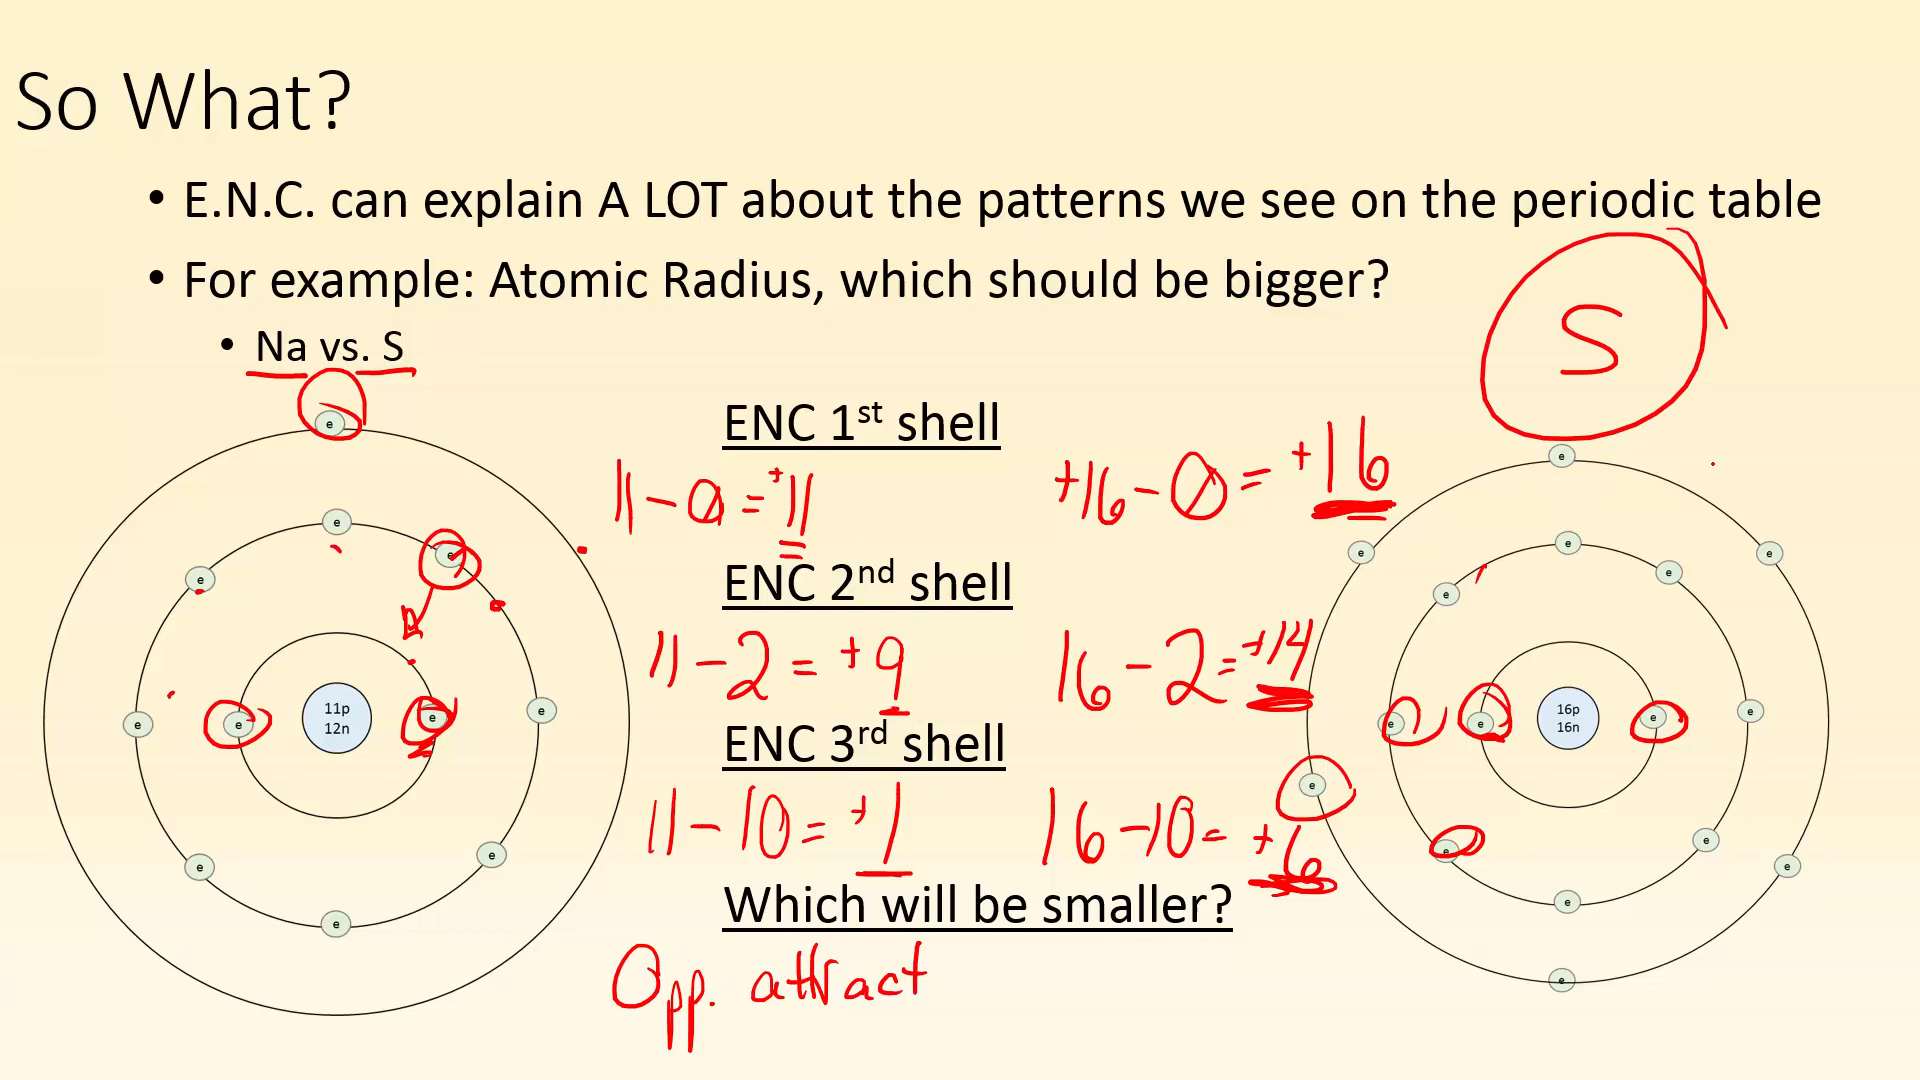 So What?
• E.N.C. can explain A LOT about the patterns we see on the periodic table
• For example: Atomic Radius, which should be bigger?
• Na vs. S
S
ENC 1st shell
11 - 0 = +11
+16 - 0 = +16
ENC 2nd shell
11 - 2 = +9
16 - 2 = +14
ENC 3rd shell
11 - 10 = +1
16 - 10 = +6
Which will be smaller?
Opp. attract
e
e
e
e
e
e
e
11p
12n
e
e
e
e
e
e
e
e
e
e
e
e
e
e
16p
16n
e
e
e
e
e
e
e
e